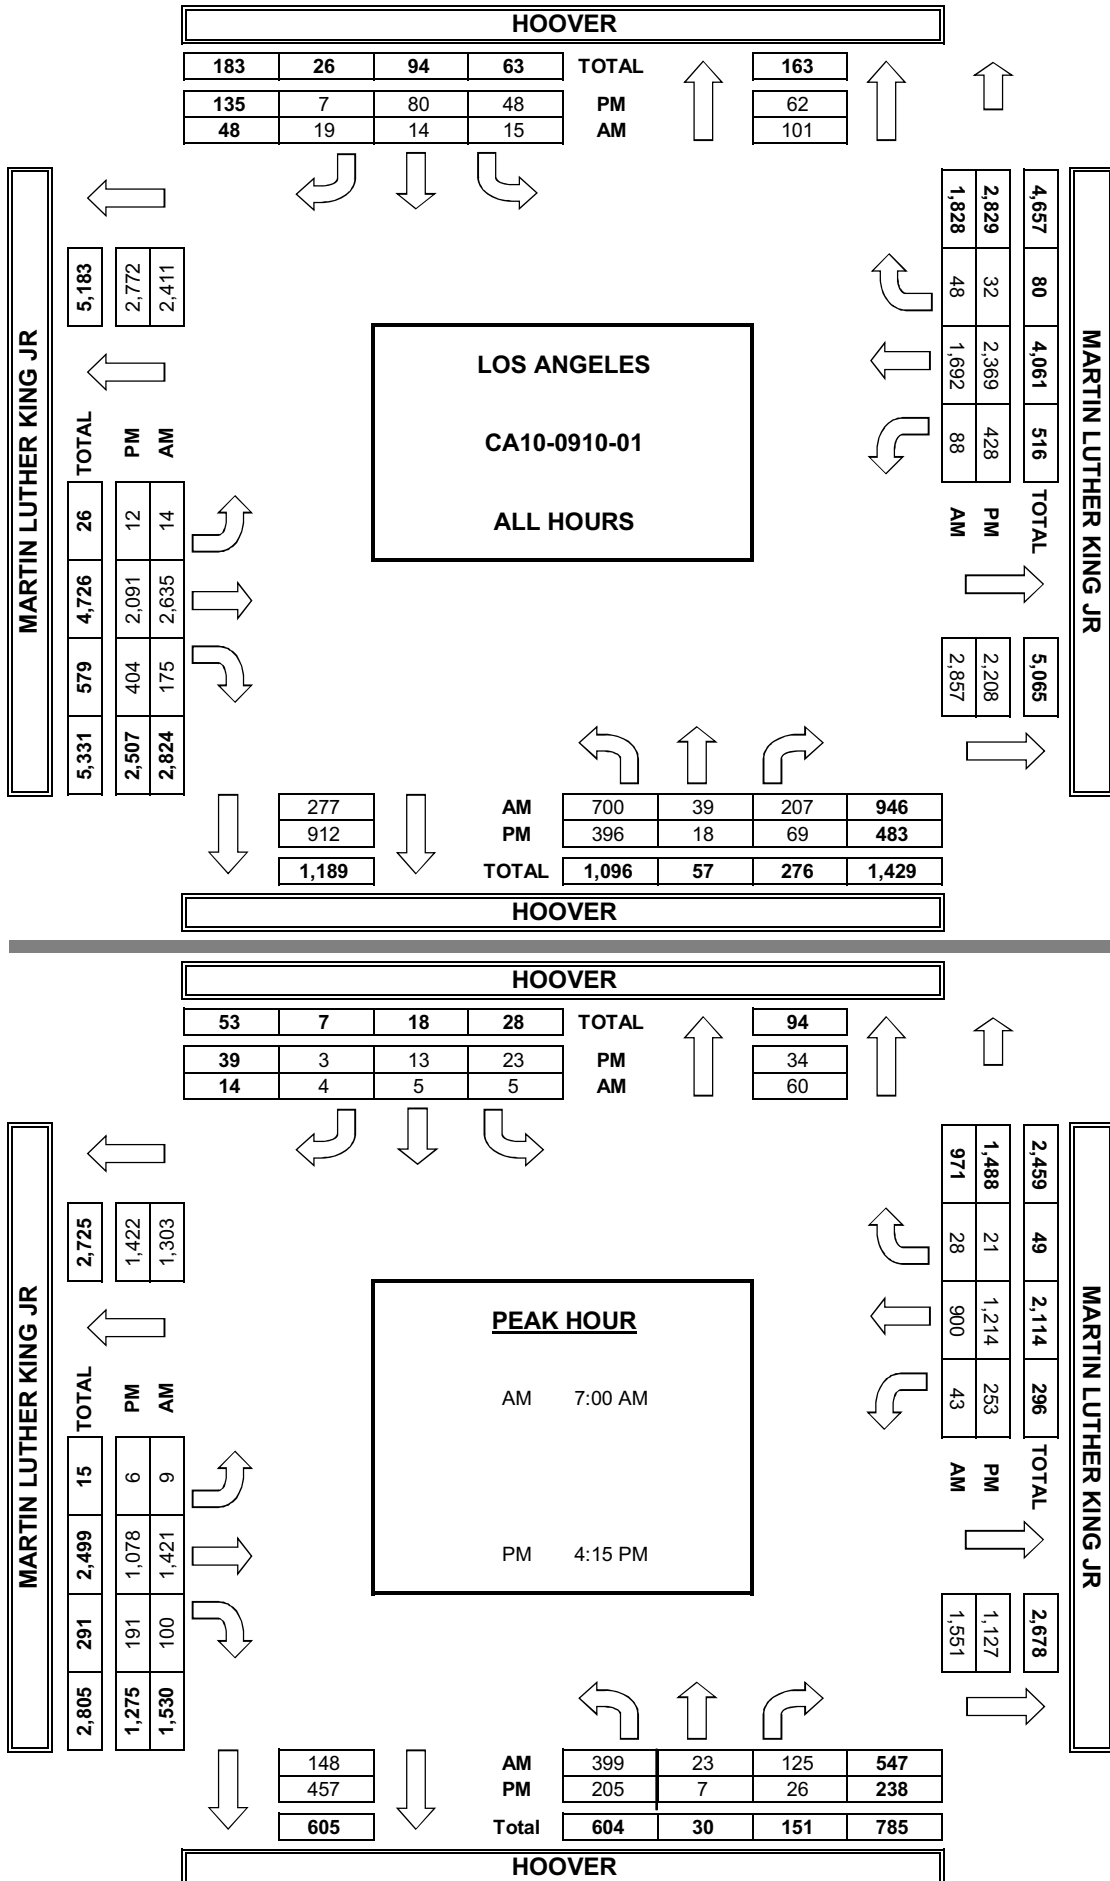 HOOVER
183 26 94 63 TOTAL 163
135 7 80 48 PM 62
48 19 14 15 AM 101
MARTIN LUTHER KING JR
5,183 2,772 2,411
TOTAL PM AM
26 12 14
4,726 2,091 2,635
579 404 175
5,331 2,507 2,824
LOS ANGELES
CA10-0910-01
ALL HOURS
1,828 2,829 4,657
48 32 80
1,692 2,369 4,061
88 428 516
AM PM TOTAL
2,857 2,208 5,065
MARTIN LUTHER KING JR
277 AM 700 39 207 946
912 PM 396 18 69 483
1,189 TOTAL 1,096 57 276 1,429
HOOVER
HOOVER
53 7 18 28 TOTAL 94
39 3 13 23 PM 34
14 4 5 5 AM 60
MARTIN LUTHER KING JR
2,725 1,422 1,303
TOTAL PM AM
15 6 9
2,499 1,078 1,421
291 191 100
2,805 1,275 1,530
PEAK HOUR
AM 7:00 AM
PM 4:15 PM
971 1,488 2,459
28 21 49
900 1,214 2,114
43 253 296
AM PM TOTAL
1,551 1,127 2,678
MARTIN LUTHER KING JR
148 AM 399 23 125 547
457 PM 205 7 26 238
605 Total 604 30 151 785
HOOVER